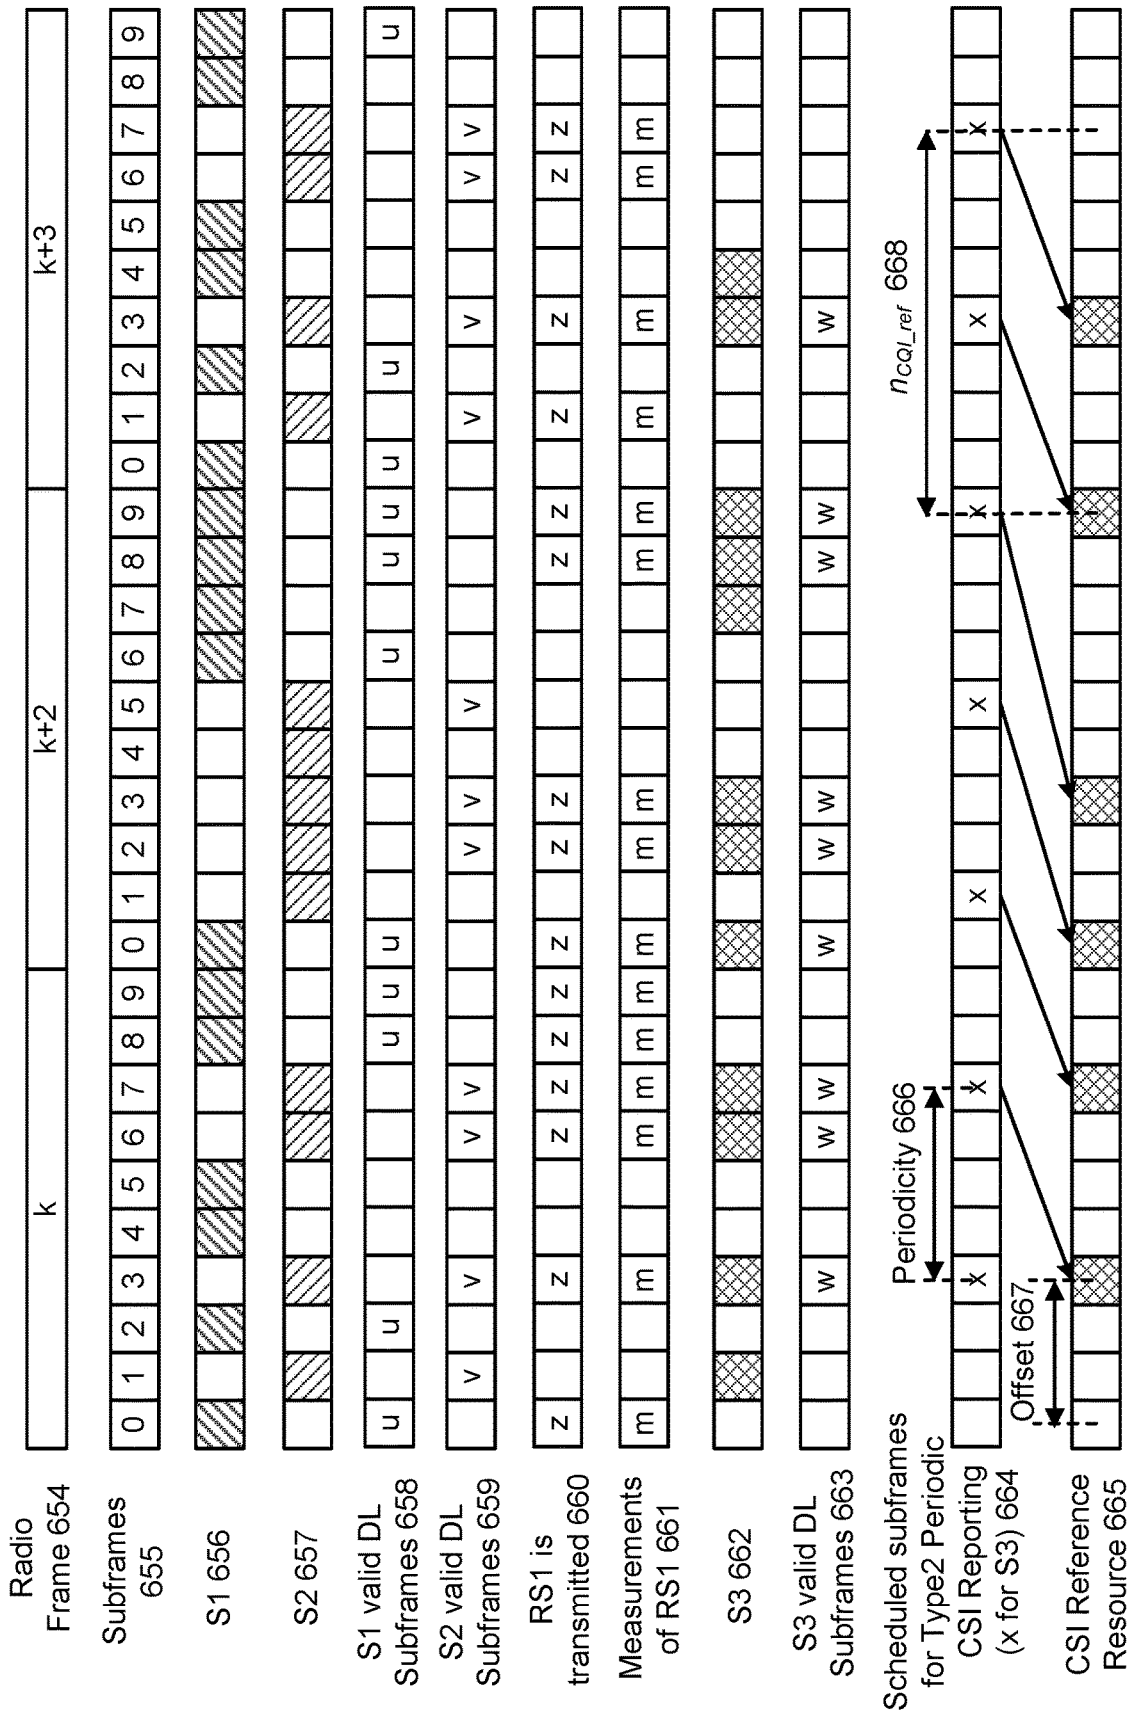 Radio
Frame 654
k k+2 k+3
Subframes
655
0 1 2 3 4 5 6 7 8 9 0 1 2 3 4 5 6 7 8 9 0 1 2 3 4 5 6 7 8 9
S1 656
S2 657
S1 valid DL
Subframes 658
u u u u u u u u u u u
S2 valid DL
Subframes 659
v v v v v v v v v v v
RS1 is
transmitted 660
z z z z z z z z z z z z z z z
Measurements
of RS1 661
m m m m m m m m m m m m m m m
S3 662
S3 valid DL
Subframes 663
w w w w w w w w w
Scheduled subframes
for Type2 Periodic
CSI Reporting
(x for S3) 664
Periodicity 666
nCQI_ref 668
x x x x x x x
Offset 667
CSI Reference
Resource 665